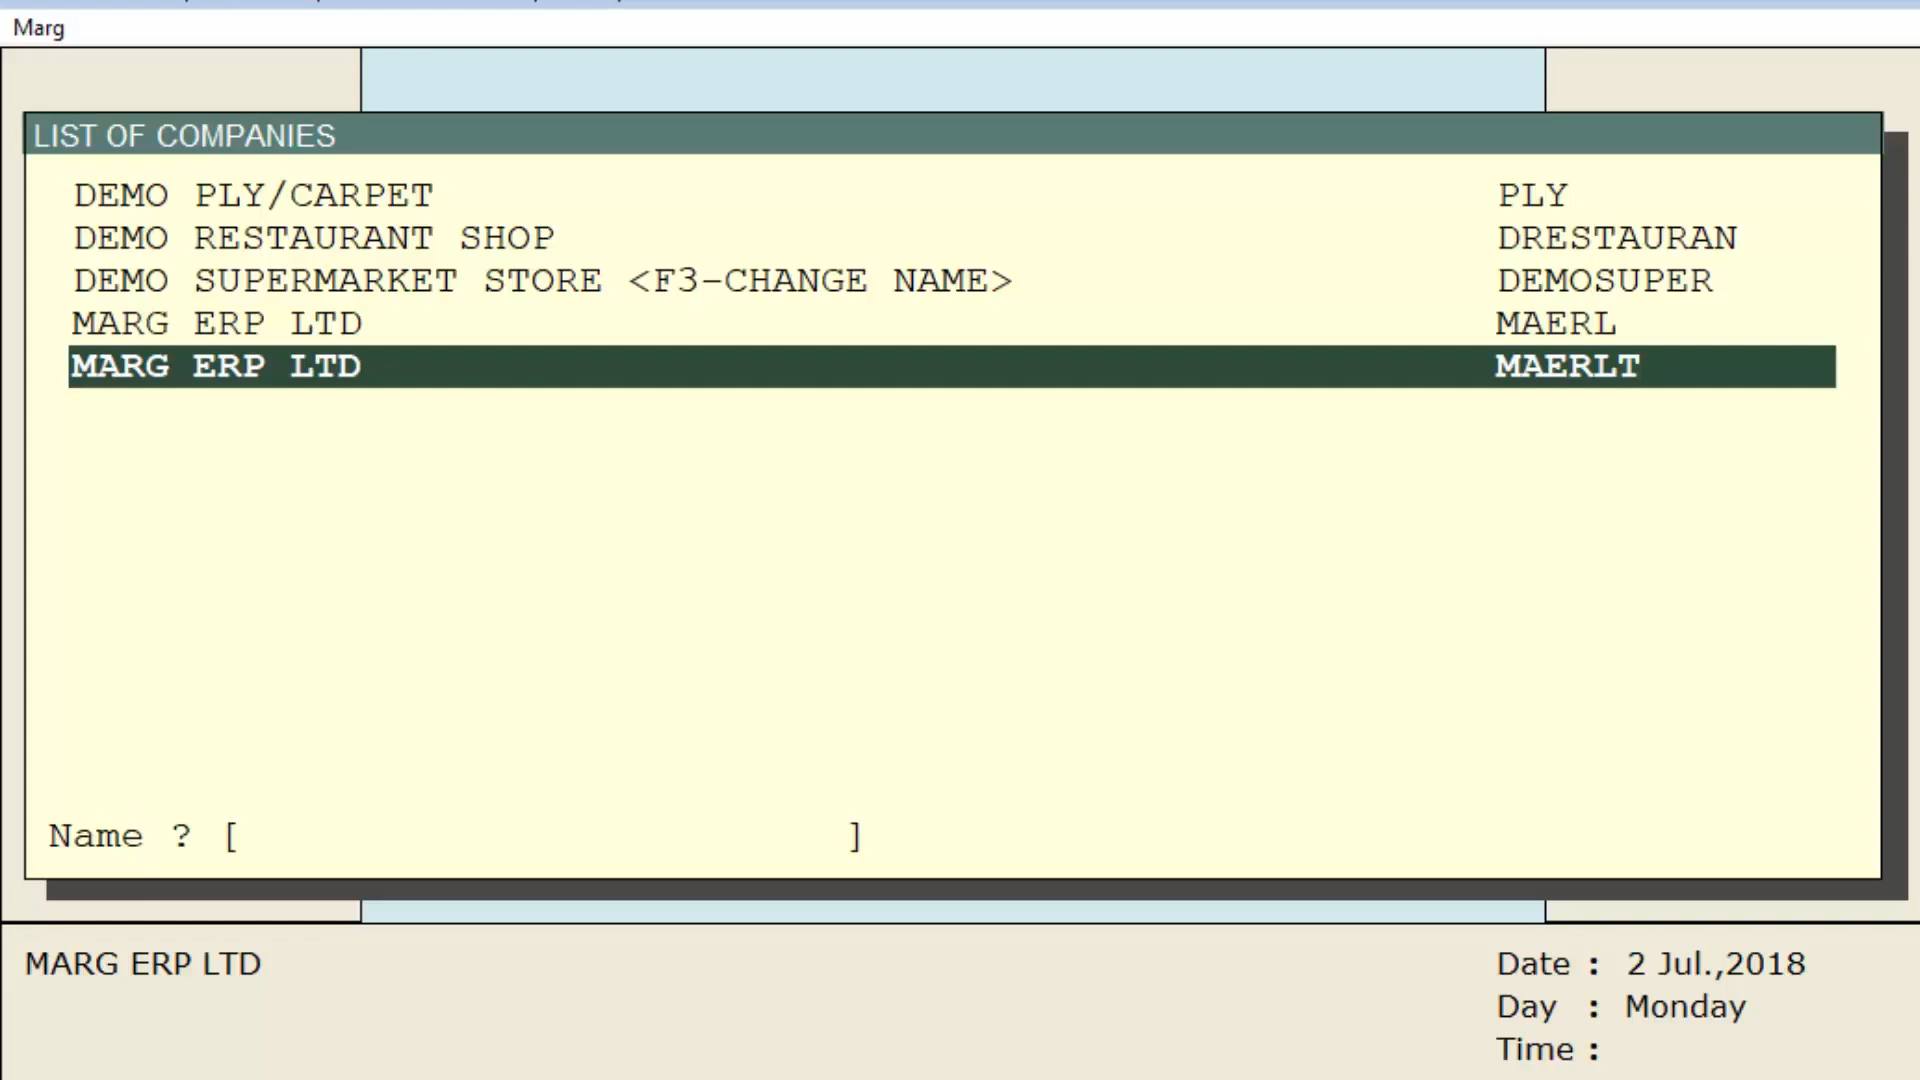 Marg
LIST OF COMPANIES
DEMO PLY/CARPET PLY
DEMO RESTAURANT SHOP DRESTAURAN
DEMO SUPERMARKET STORE <F3-CHANGE NAME> DEMOSUPER
MARG ERP LTD MAERL
MARG ERP LTD MAERLT
Name ? [ ]
MARG ERP LTD
Date : 2 Jul.,2018
Day : Monday
Time :